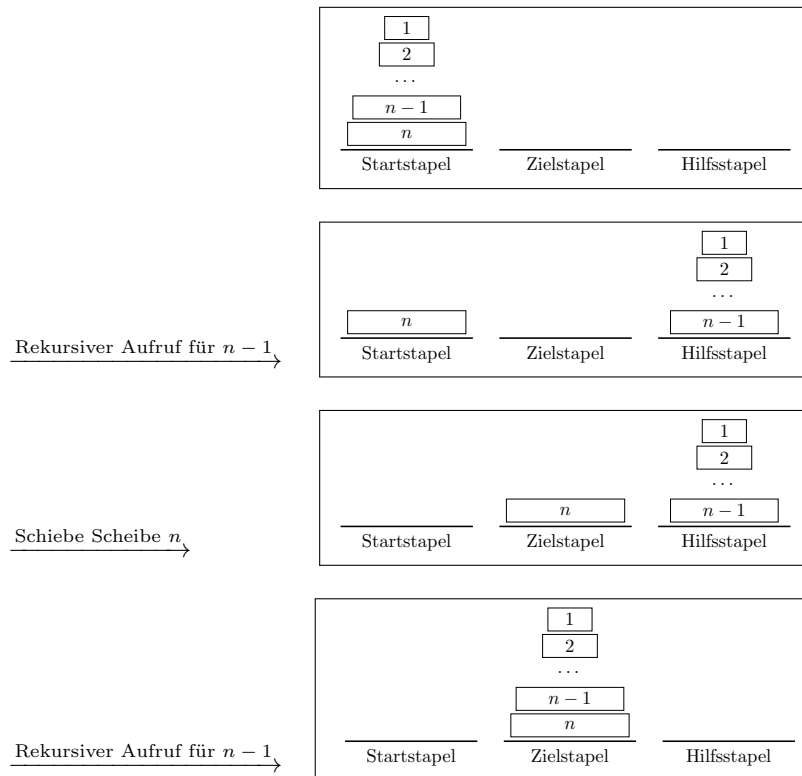 1
2
…
n − 1
n
Startstapel Zielstapel Hilfsstapel
1
2
…
n n − 1
Rekursiver Aufruf für n − 1 Startstapel Zielstapel Hilfsstapel
1
2
…
n n − 1
Schiebe Scheibe n Startstapel Zielstapel Hilfsstapel
1
2
…
n − 1
n
Rekursiver Aufruf für n − 1 Startstapel Zielstapel Hilfsstapel